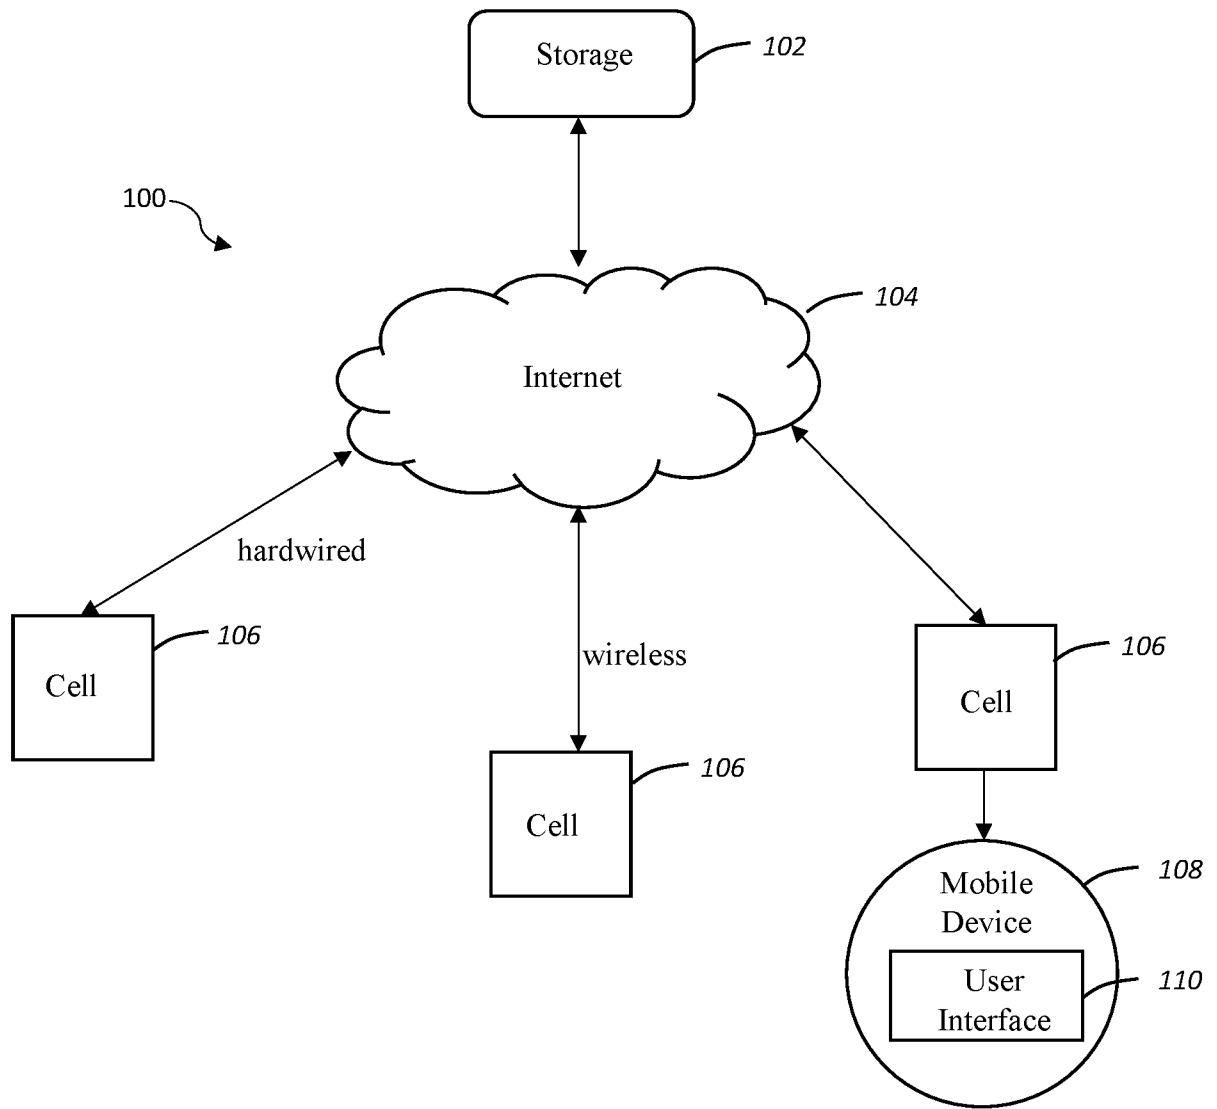 Storage
102
100
104
Internet
hardwired
106
Cell
wireless
106
Cell
106
Cell
Mobile
Device
108
User
Interface
110